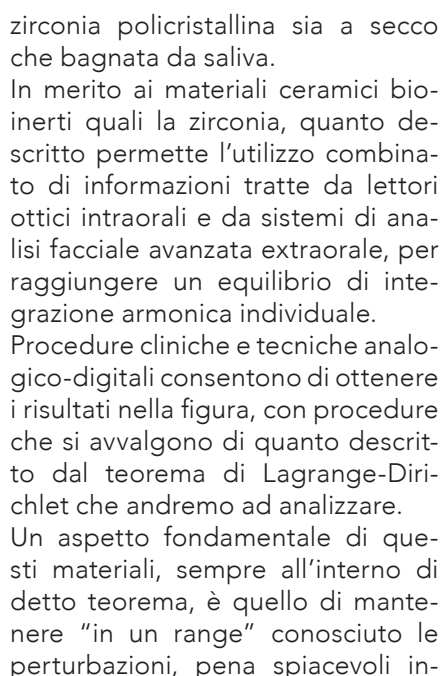 zirconia policristallina sia a secco
che bagnata da saliva.
In merito ai materiali ceramici bio-
inerti quali la zirconia, quanto de-
scritto permette l’utilizzo combina-
to di informazioni tratte da lettori
ottici intraorali e da sistemi di ana-
lisi facciale avanzata extraorale, per
raggiungere un equilibrio di inte-
grazione armonica individuale.
Procedure cliniche e tecniche analo-
gico-digitali consentono di ottenere
i risultati nella figura, con procedure
che si avvalgono di quanto descrit-
to dal teorema di Lagrange-Diri-
chlet che andremo ad analizzare.
Un aspetto fondamentale di que-
sti materiali, sempre all’interno di
detto teorema, è quello di mante-
nere “in un range” conosciuto le
perturbazioni, pena spiacevoli in-